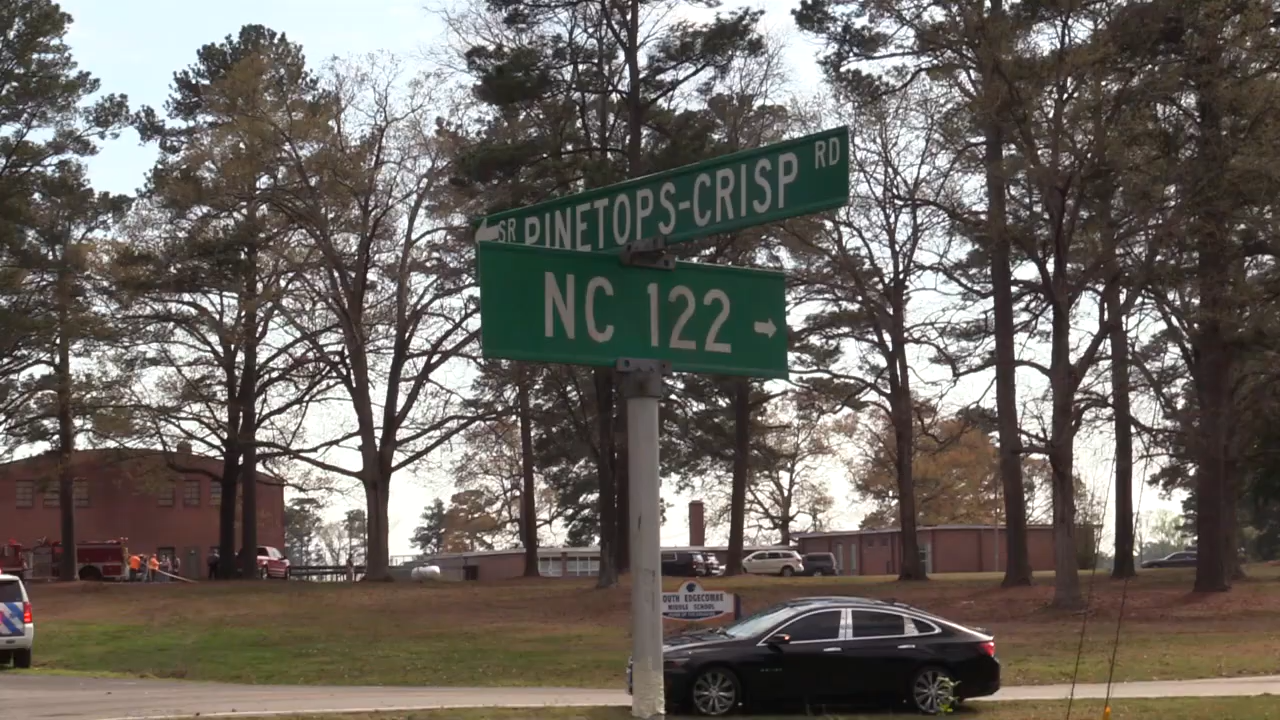 SR PINETOPS-CRISP RD
NC 122
OUTH EDGECOMBE
MIDDLE SCHOOL